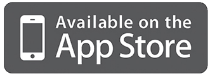 Available on the
App Store